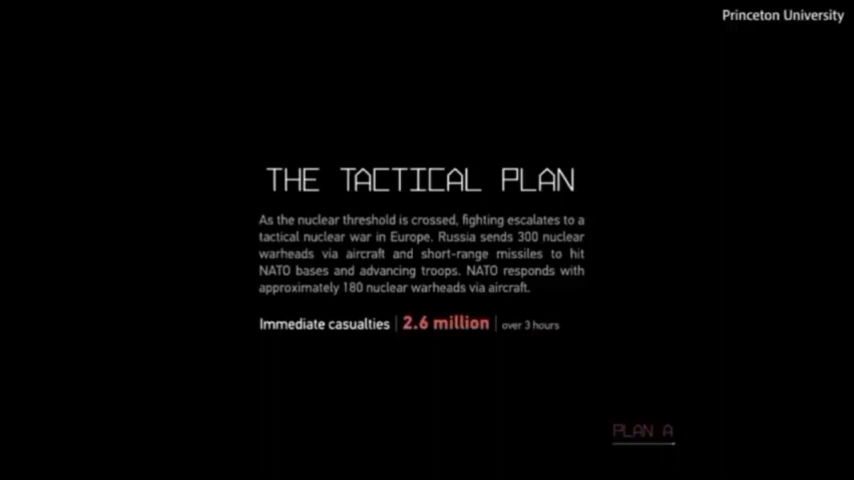 Princeton University
THE TACTICAL PLAN
As the nuclear threshold is crossed, fighting escalates to a
tactical nuclear war in Europe. Russia sends 300 nuclear
warheads via aircraft and short-range missiles to hit
NATO bases and advancing troops. NATO responds with
approximately 180 nuclear warheads via aircraft.
Immediate casualties | 2.6 million | over 3 hours
PLAN A